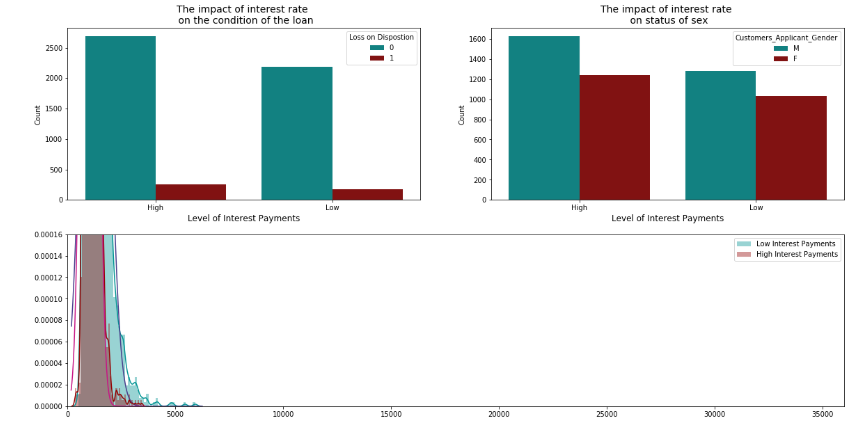 The impact of interest rate
on the condition of the loan
Loss on Dispostion
0
1
2500
2000
1500
1000
500
0
Count
High
Low
Level of Interest Payments
The impact of interest rate
on status of sex
Customers_Applicant_Gender
M
F
1600
1400
1200
1000
800
600
400
200
0
Count
High
Low
Level of Interest Payments
Low Interest Payments
High Interest Payments
0.00016
0.00014
0.00012
0.00010
0.00008
0.00006
0.00004
0.00002
0.00000
0
5000
10000
15000
20000
25000
30000
35000